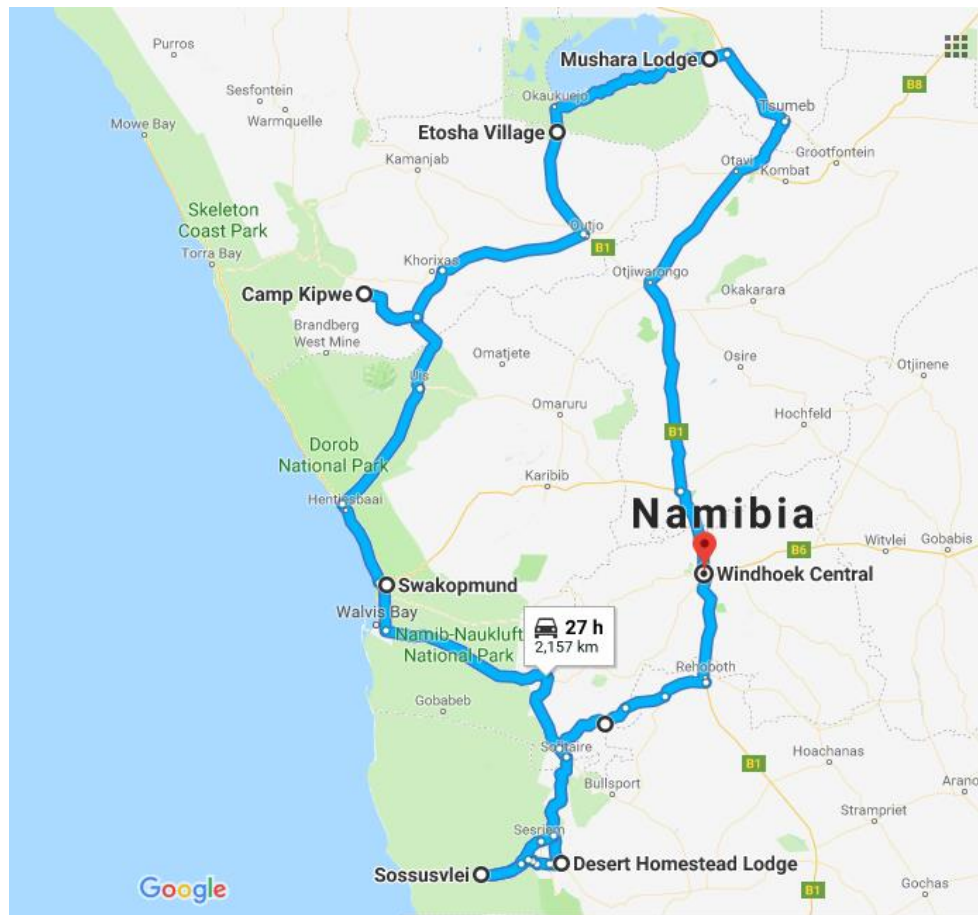 Purros
Mushara Lodge
B8
Sesfontein
Okaukuejo
Tsumeb
Warmquelle
Mowe Bay
Etosha Village
Grootfontein
Kamanjab
Otavi
Kombat
Skeleton
Coast Park
Outjo
B1
Torra Bay
Khorixas
Otjiwarongo
Camp Kipwe
Okakarara
Brandberg
West Mine
Omatjete
Osire
Otjinene
Uis
Omaruru
Hochfeld
B1
Dorob
National Park
Karibib
Hentiesbaai
Namibia
Witvlei
Gobabis
B6
Swakopmund
Windhoek Central
Walvis Bay
27 h
2,157 km
Namib-Naukluft
National Park
Rehoboth
Gobabeb
Solitaire
Hoachanas
B1
Bullsport
Arano
Strampriet
Sesriem
Desert Homestead Lodge
Sossusvlei
Google
B1
Gochas